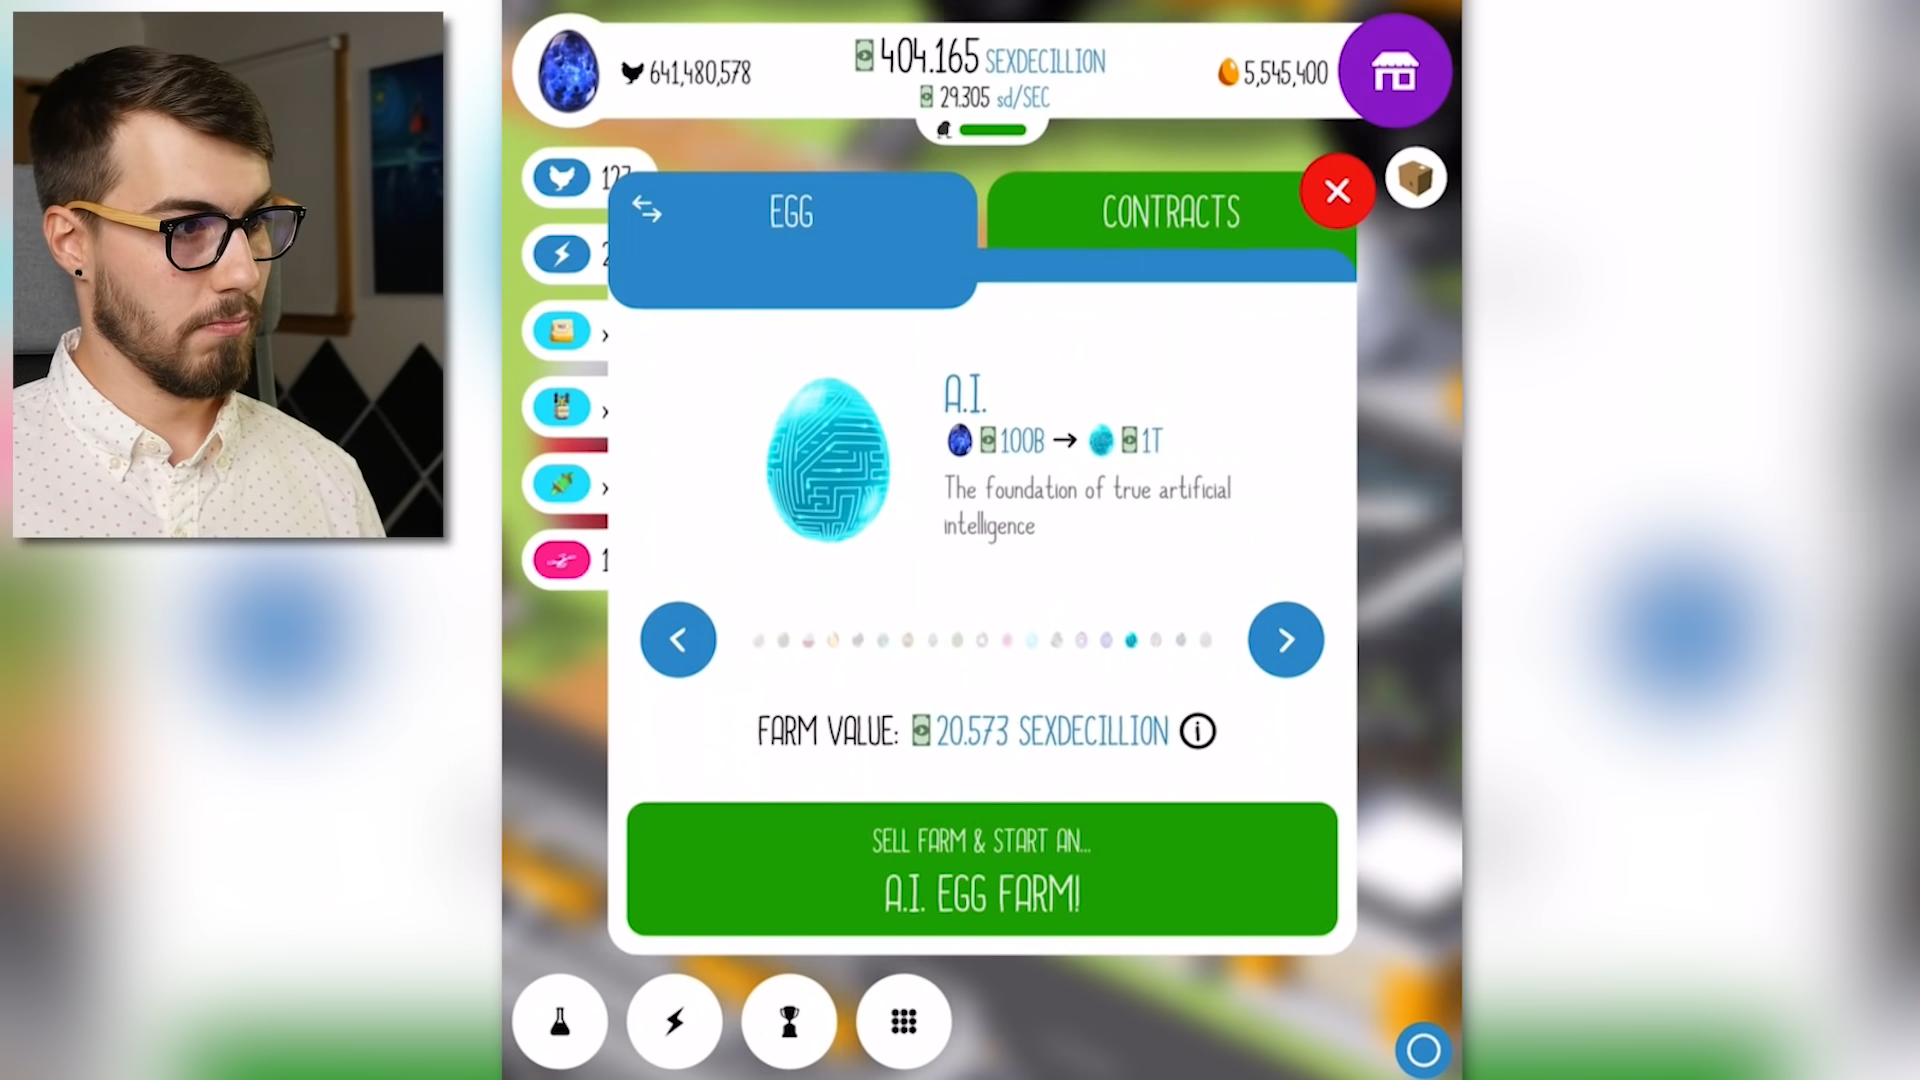 641,480,578
404.165 SEXDECILLION
29.305 sd/SEC
5,545,400
EGG
CONTRACTS
A.I.
100B → 1T
The foundation of true artificial
intelligence
FARM VALUE: 20.573 SEXDECILLION
SELL FARM & START AN...
A.I. EGG FARM!